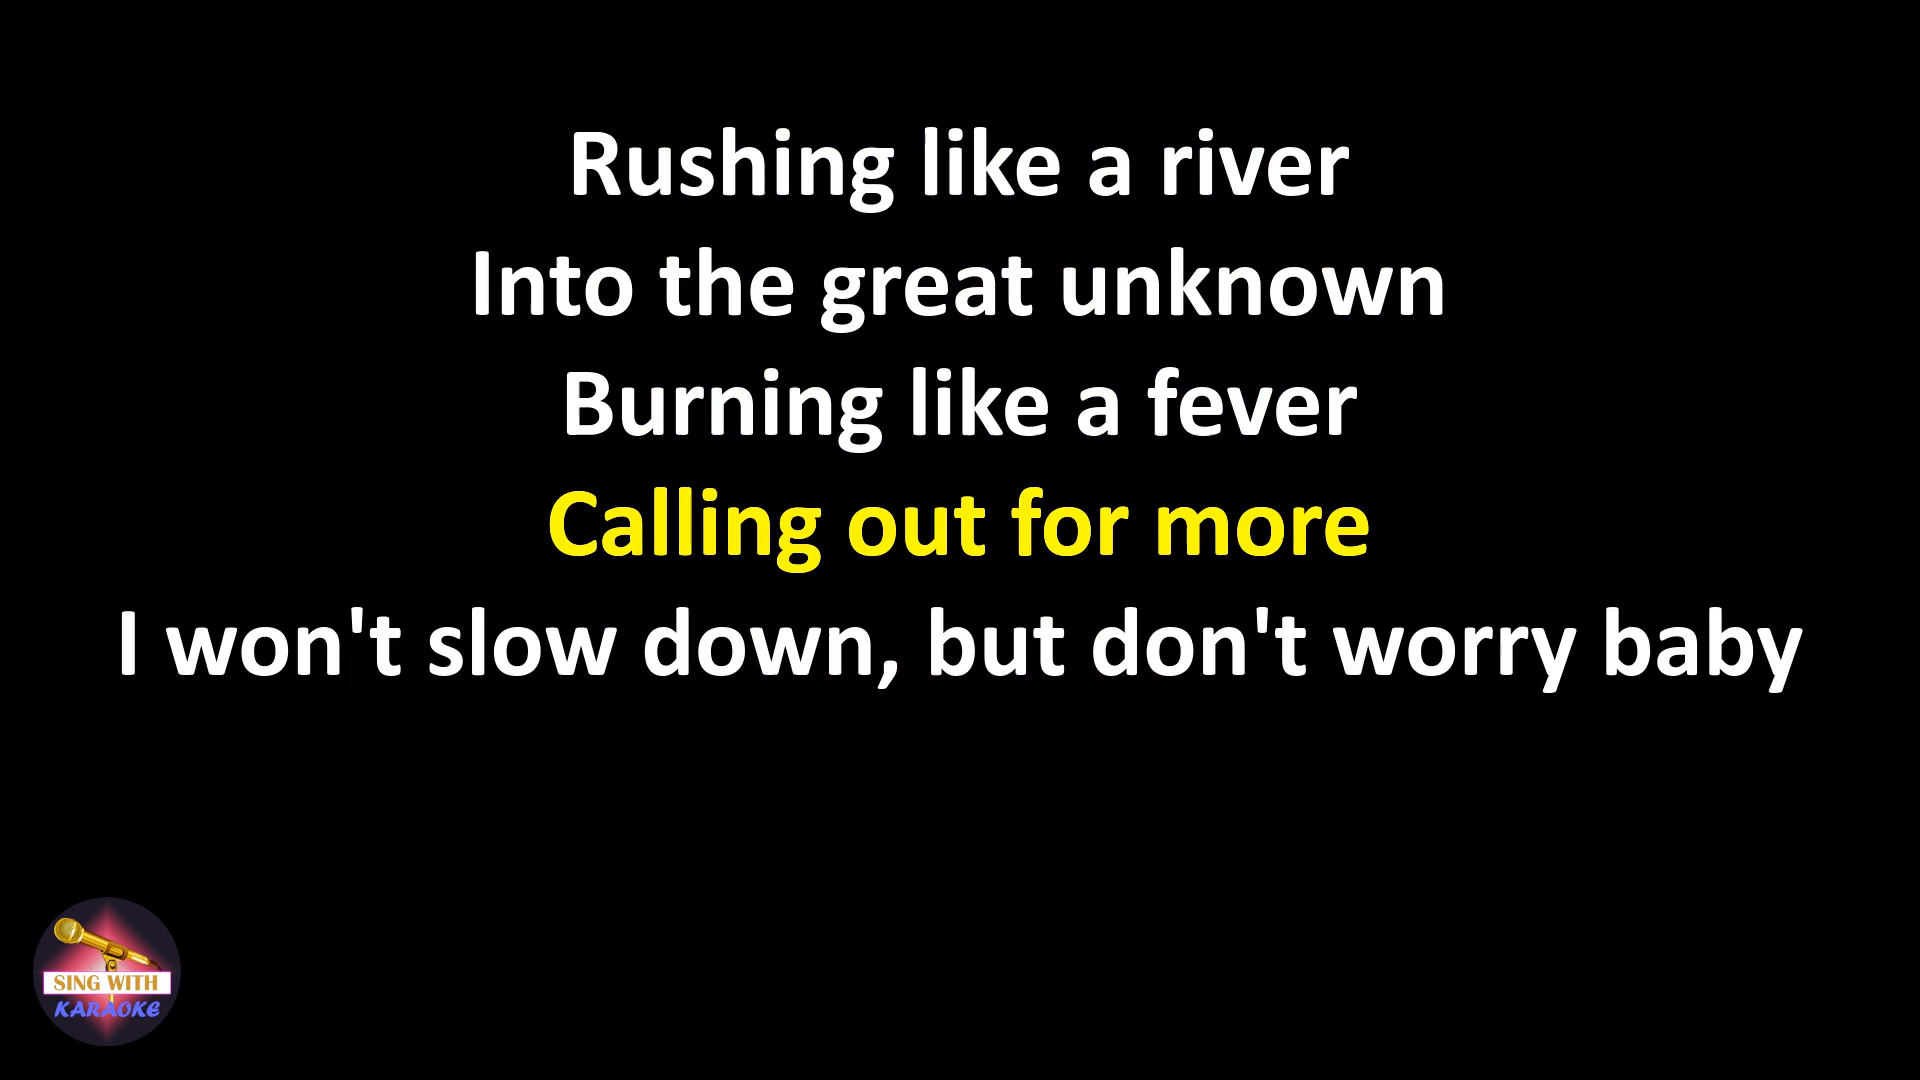 Rushing like a river
Into the great unknown
Burning like a fever
Calling out for more
I won't slow down, but don't worry baby
SING WITH
KARAOKE